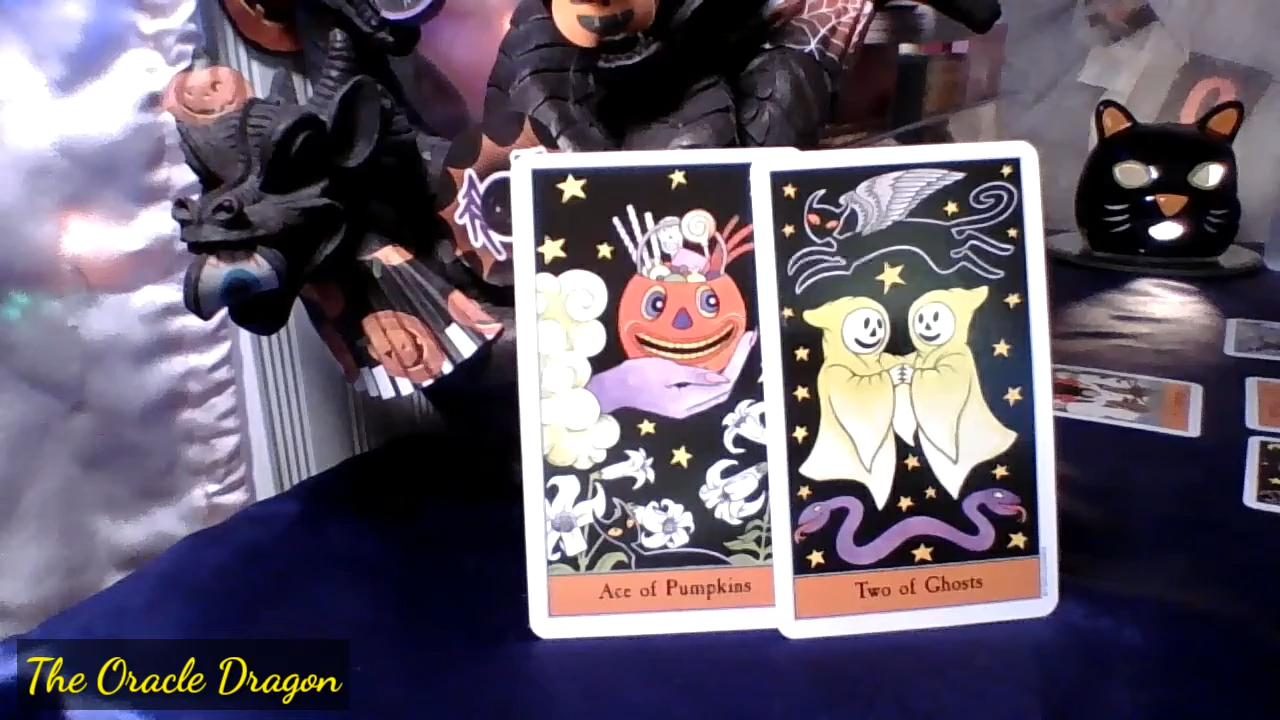 Ace of Pumpkins
Two of Ghosts
The Oracle Dragon